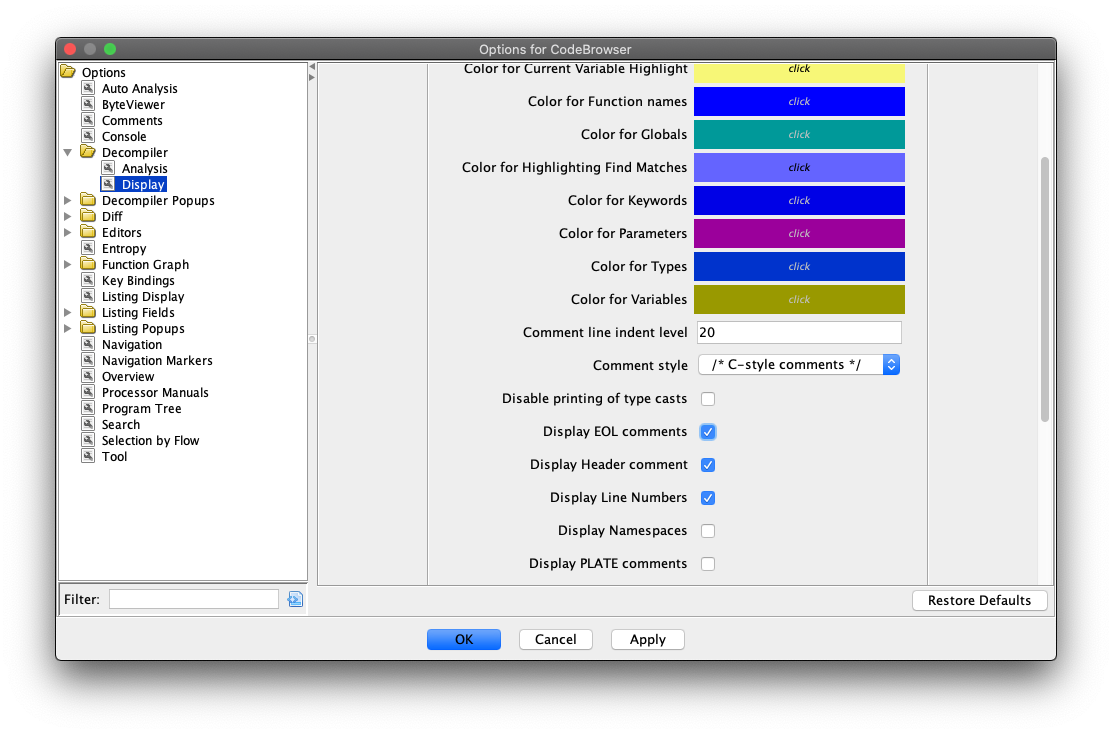 Options for CodeBrowser
Options
Auto Analysis
ByteViewer
Comments
Console
Decompiler
Analysis
Display
Decompiler Popups
Diff
Editors
Entropy
Function Graph
Key Bindings
Listing Display
Listing Fields
Listing Popups
Navigation
Navigation Markers
Overview
Processor Manuals
Program Tree
Search
Selection by Flow
Tool
Filter:
Color for Current Variable Highlight click
Color for Function names click
Color for Globals click
Color for Highlighting Find Matches click
Color for Keywords click
Color for Parameters click
Color for Types click
Color for Variables click
Comment line indent level 20
Comment style /* C-style comments */
Disable printing of type casts
Display EOL comments
Display Header comment
Display Line Numbers
Display Namespaces
Display PLATE comments
Restore Defaults
OK Cancel Apply